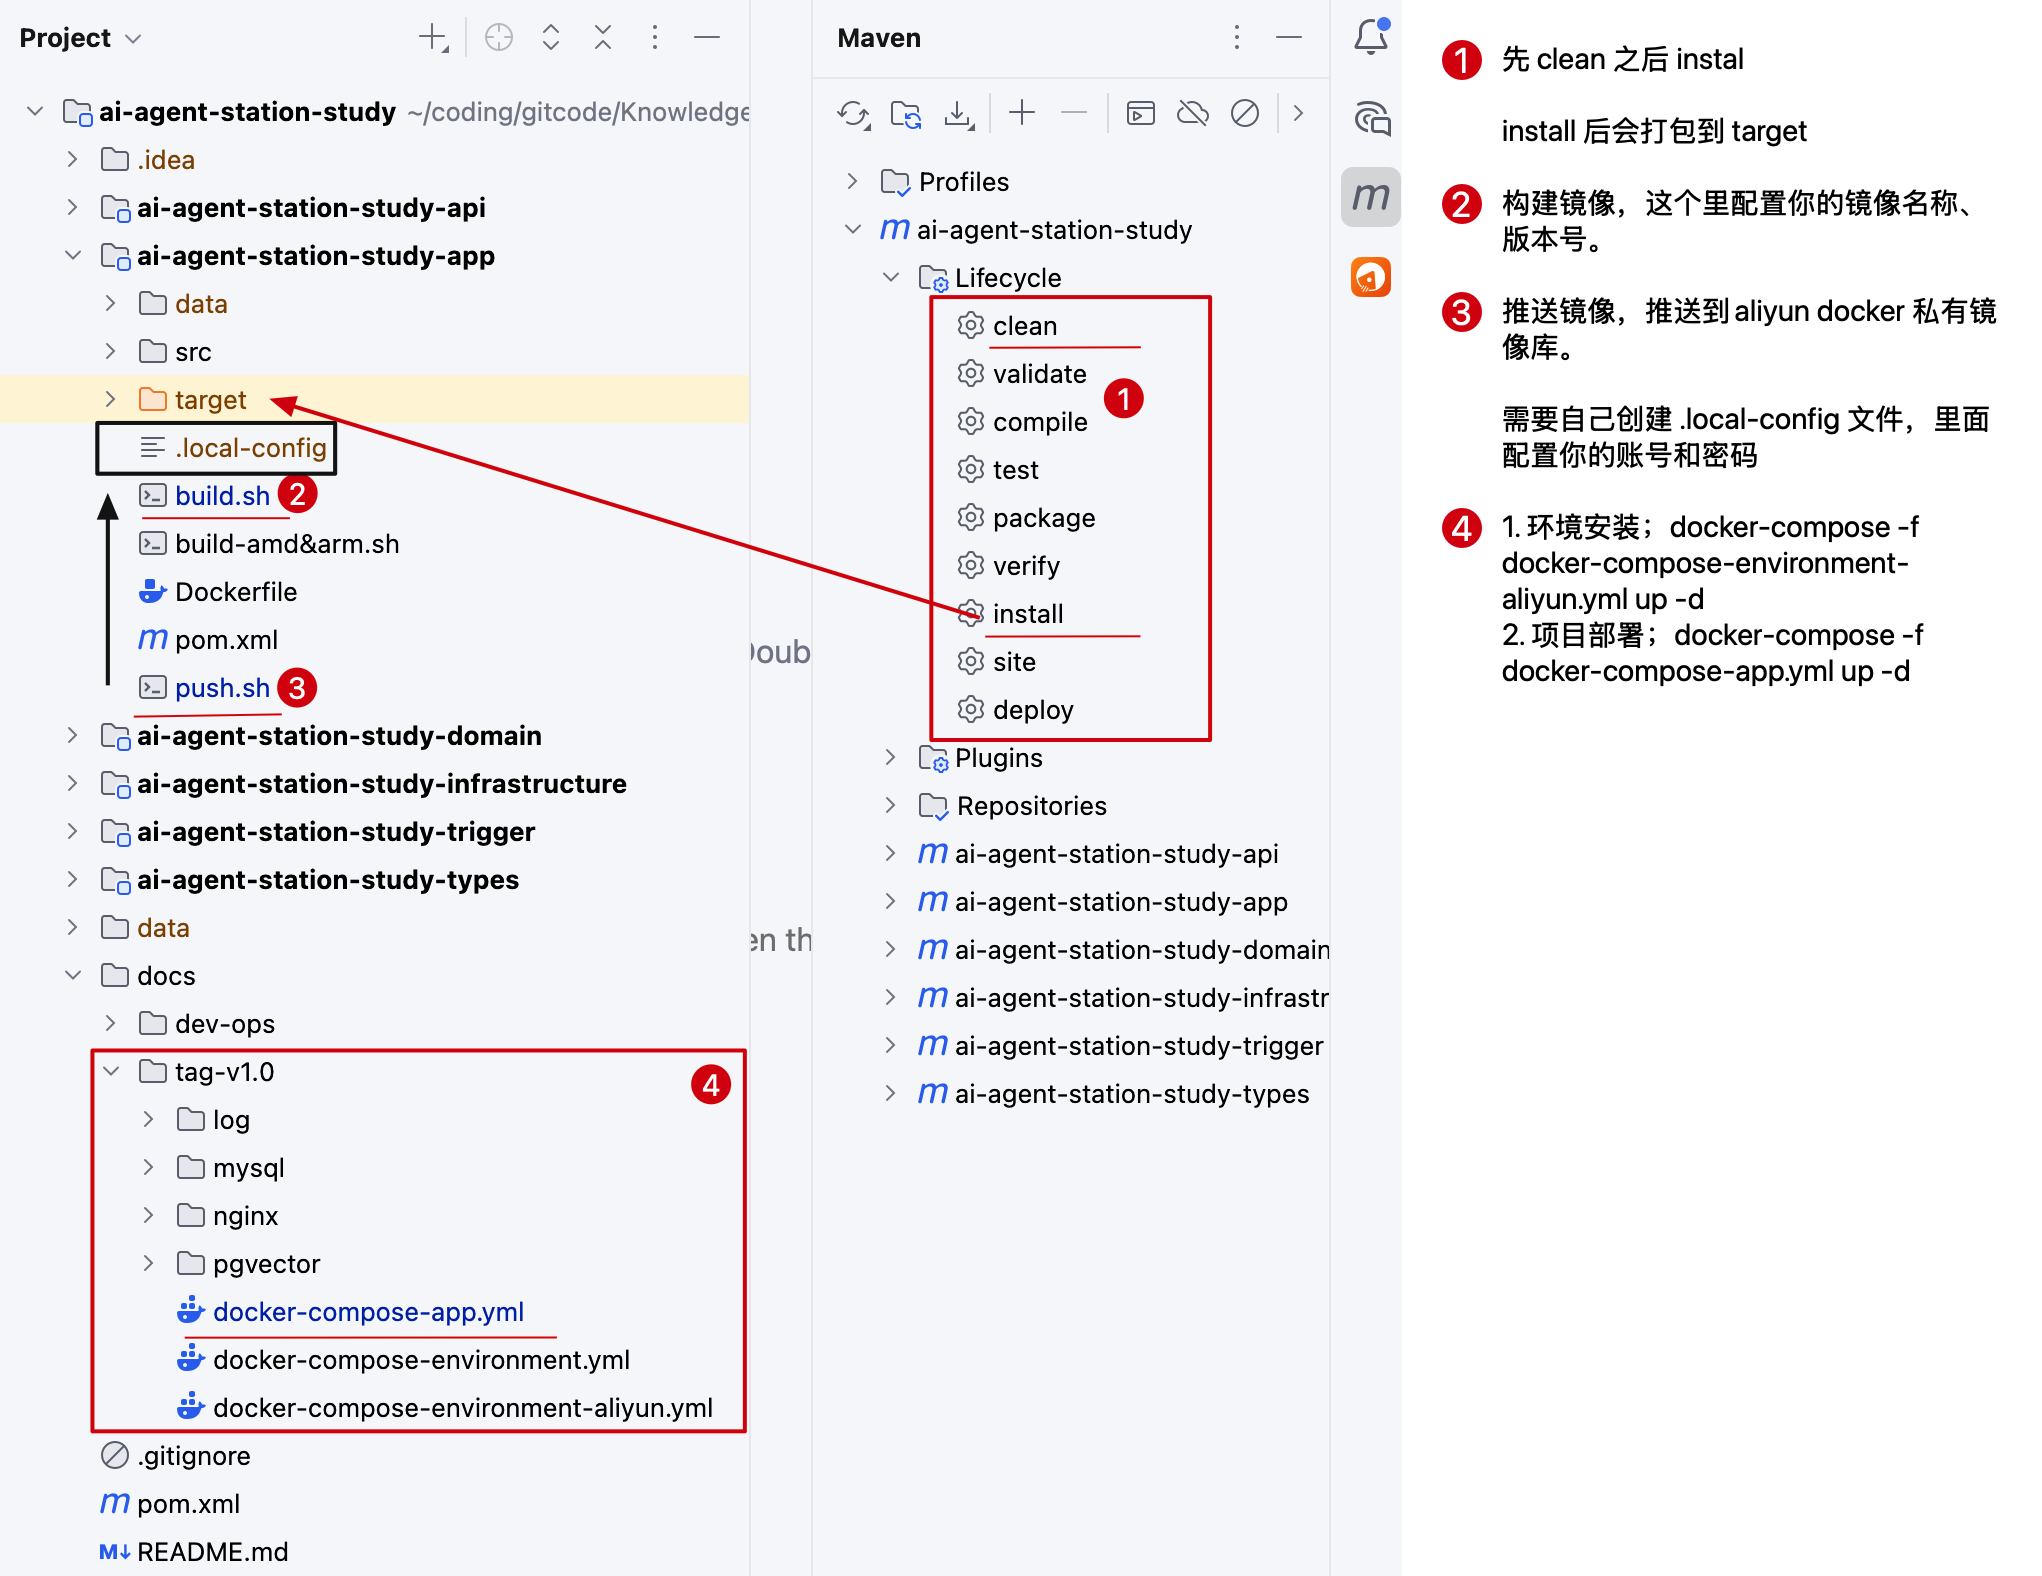 Project
ai-agent-station-study ~/coding/gitcode/Knowledge
.idea
ai-agent-station-study-api
ai-agent-station-study-app
data
src
target
.local-config
build.sh 2
build-amd&arm.sh
Dockerfile
pom.xml
push.sh 3
ai-agent-station-study-domain
ai-agent-station-study-infrastructure
ai-agent-station-study-trigger
ai-agent-station-study-types
data
docs
dev-ops
tag-v1.0
4
log
mysql
nginx
pgvector
docker-compose-app.yml
docker-compose-environment.yml
docker-compose-environment-aliyun.yml
.gitignore
m pom.xml
M↓ README.md
Doub
en th
Maven
Profiles
m ai-agent-station-study
Lifecycle
clean
validate
1
compile
test
package
verify
install
site
deploy
Plugins
Repositories
m ai-agent-station-study-api
m ai-agent-station-study-app
m ai-agent-station-study-domain
m ai-agent-station-study-infrastr
m ai-agent-station-study-trigger
m ai-agent-station-study-types
m
1 先 clean 之后 instal
install 后会打包到 target
2 构建镜像，这个里配置你的镜像名称、
版本号。
3 推送镜像，推送到 aliyun docker 私有镜
像库。
需要自己创建 .local-config 文件，里面
配置你的账号和密码
4 1. 环境安装；docker-compose -f
docker-compose-environment-
aliyun.yml up -d
2. 项目部署；docker-compose -f
docker-compose-app.yml up -d